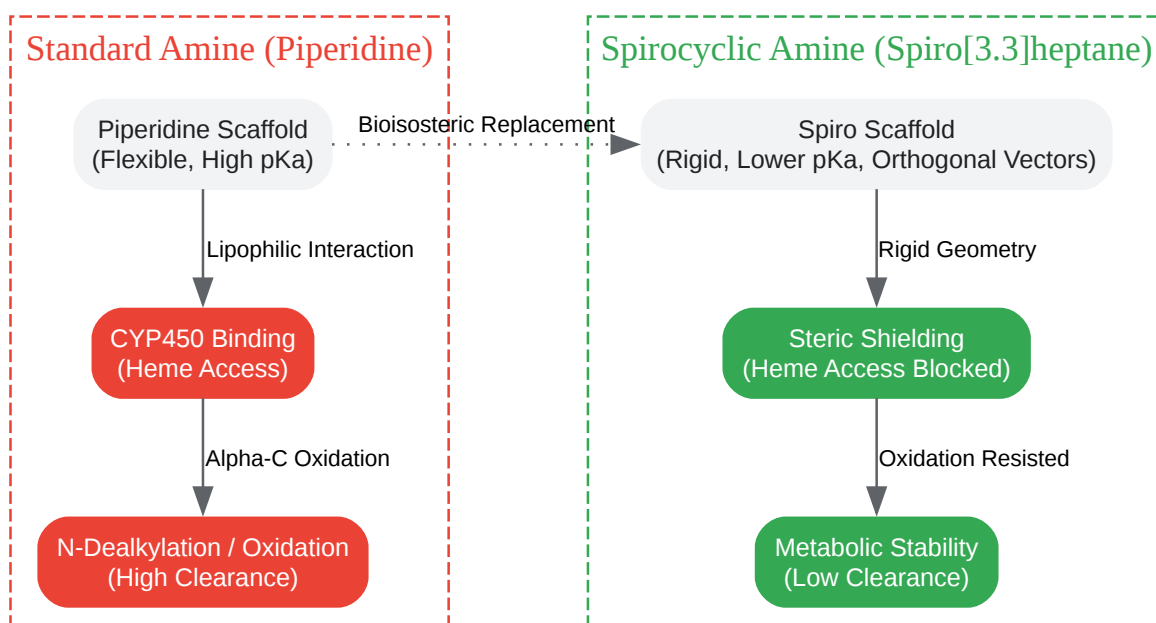 Standard Amine (Piperidine)
Spirocyclic Amine (Spiro[3.3]heptane)
Piperidine Scaffold
(Flexible, High pKa)
Bioisosteric Replacement
Spiro Scaffold
(Rigid, Lower pKa, Orthogonal Vectors)
Lipophilic Interaction
Rigid Geometry
CYP450 Binding
(Heme Access)
Steric Shielding
(Heme Access Blocked)
Alpha-C Oxidation
Oxidation Resisted
N-Dealkylation / Oxidation
(High Clearance)
Metabolic Stability
(Low Clearance)